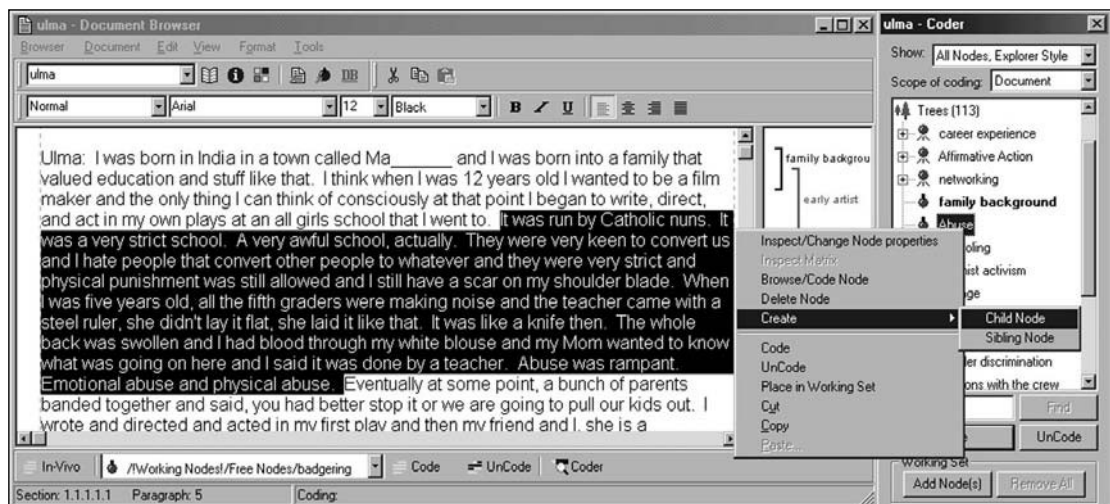 ulma - Document Browser
Browser Document Edit View Format Tools
ulma DB
Normal Arial 12 Black B I U
Ulma: I was born in India in a town called Ma______ and I was born into a family that
valued education and stuff like that. I think when I was 12 years old I wanted to be a film
maker and the only thing I can think of consciously at that point I began to write, direct,
and act in my own plays at an all girls school that I went to. It was run by Catholic nuns. It
was a very strict school. A very awful school, actually. They were very keen to convert us
and I hate people that convert other people to whatever and they were very strict and
physical punishment was still allowed and I still have a scar on my shoulder blade. When
I was five years old, all the fifth graders were making noise and the teacher came with a
steel ruler, she didn't lay it flat, she laid it like that. It was like a knife then. The whole
back was swollen and I had blood through my white blouse and my Mom wanted to know
what was going on here and I said it was done by a teacher. Abuse was rampant.
Emotional abuse and physical abuse. Eventually at some point, a bunch of parents
banded together and said, you had better stop it or we are going to pull our kids out. I
wrote and directed and acted in my first play and then my friend and I, she is a
family backgrou
early artist
In-Vivo /!Working Nodes!/Free Nodes/badgering Code UnCode Coder
Section: 1.1.1.1.1 Paragraph: 5 Coding:
ulma - Coder
Show: All Nodes, Explorer Style
Scope of coding: Document
Trees (113)
career experience
Affirmative Action
networking
family background
Abuse
oling
ist activism
ge
er discrimination
ons with the crew
Find
UnCode
Working Set
Add Node(s) Remove All
Inspect/Change Node properties
Inspect Matrix
Browse/Code Node
Delete Node
Create
Code
UnCode
Place in Working Set
Cut
Copy
Paste...
Child Node
Sibling Node